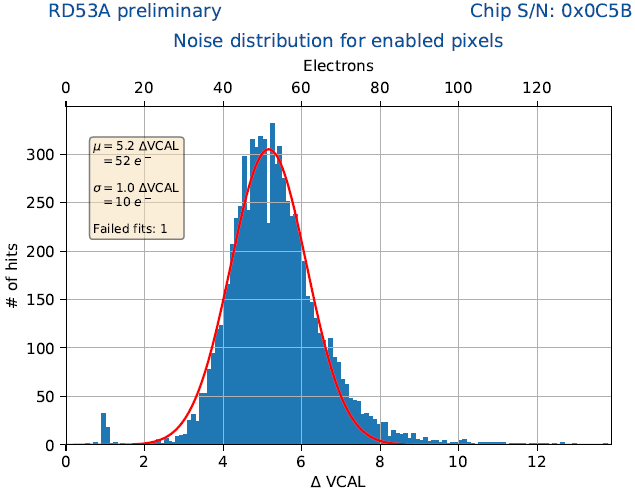 RD53A preliminary
Chip S/N: 0x0C5B
Noise distribution for enabled pixels
Electrons
0 20 40 60 80 100 120
μ = 5.2 ΔVCAL
= 52 e⁻
σ = 1.0 ΔVCAL
= 10 e⁻
Failed fits: 1
# of hits
300
250
200
150
100
50
0
0 2 4 6 8 10 12
Δ VCAL